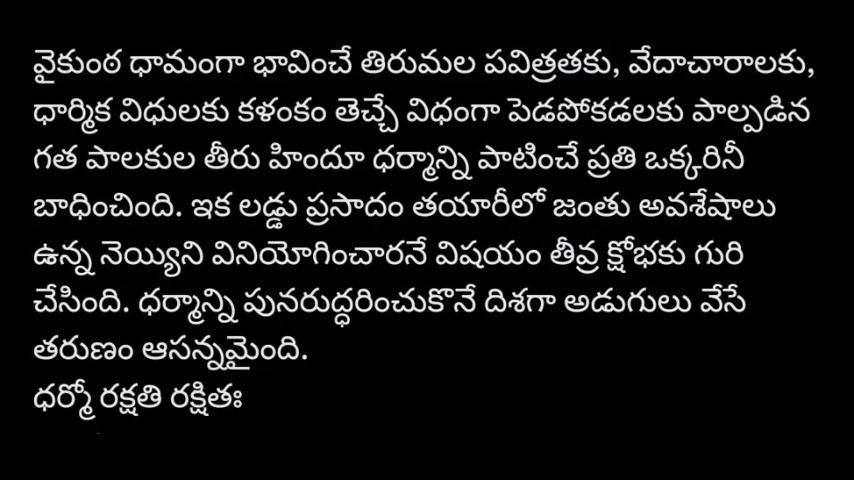 వైకుంఠ ధామంగా భావించే తిరుమల పవిత్రతకు, వేదాచారాలకు,
ధార్మిక విధులకు కళంకం తెచ్చే విధంగా పెడపోకడలకు పాల్పడిన
గత పాలకుల తీరు హిందూ ధర్మాన్ని పాటించే ప్రతి ఒక్కరినీ
బాధించింది. ఇక లడ్డు ప్రసాదం తయారీలో జంతు అవశేషాలు
ఉన్న నెయ్యిని వినియోగించారనే విషయం తీవ్ర క్షోభకు గురి
చేసింది. ధర్మాన్ని పునరుద్ధరించుకొనే దిశగా అడుగులు వేసే
తరుణం ఆసన్నమైంది.
ధర్మో రక్షతి రక్షితః